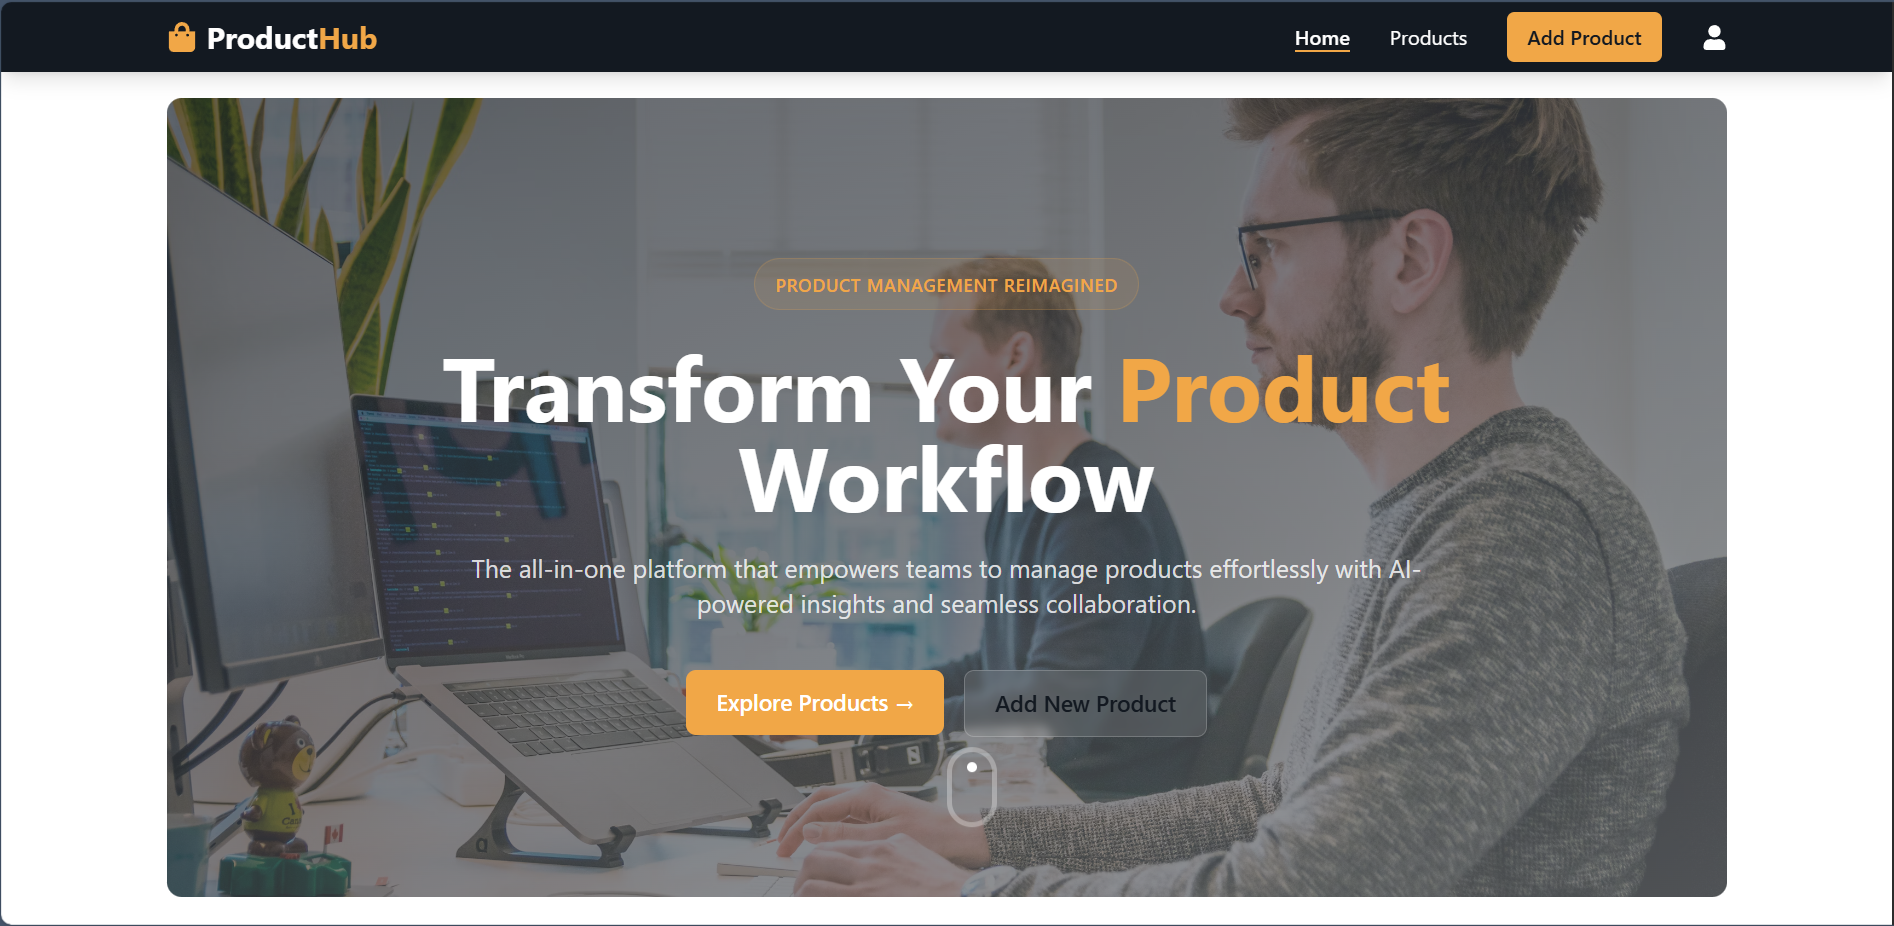 ProductHub
Home
Products
Add Product
PRODUCT MANAGEMENT REIMAGINED
Transform Your Product
Workflow
The all-in-one platform that empowers teams to manage products effortlessly with AI-
powered insights and seamless collaboration.
Explore Products →
Add New Product